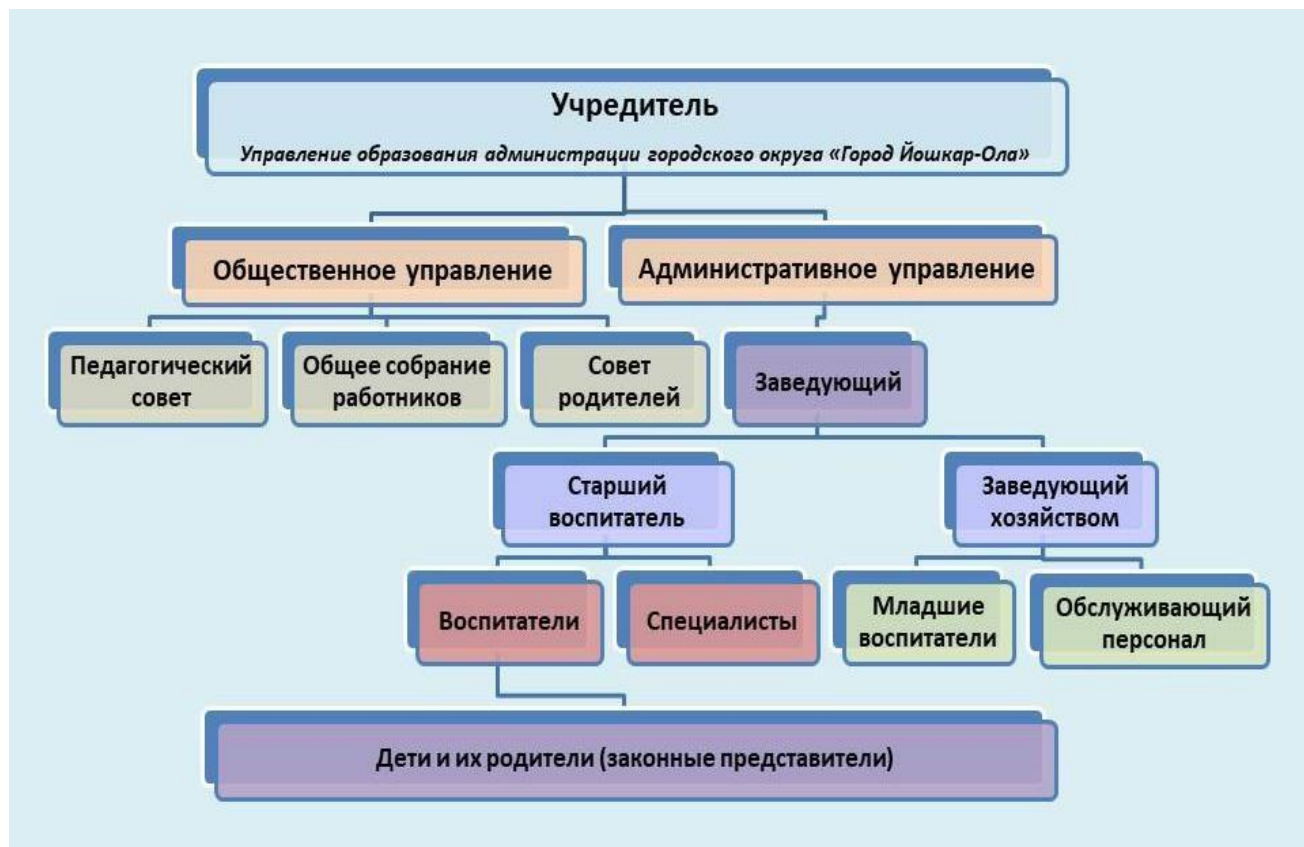 Учредитель
Управление образования администрации городского округа «Город Йошкар-Ола»
Общественное управление
Административное управление
Педагогический
совет
Общее собрание
работников
Совет
родителей
Заведующий
Старший
воспитатель
Заведующий
хозяйством
Воспитатели
Специалисты
Младшие
воспитатели
Обслуживающий
персонал
Дети и их родители (законные представители)